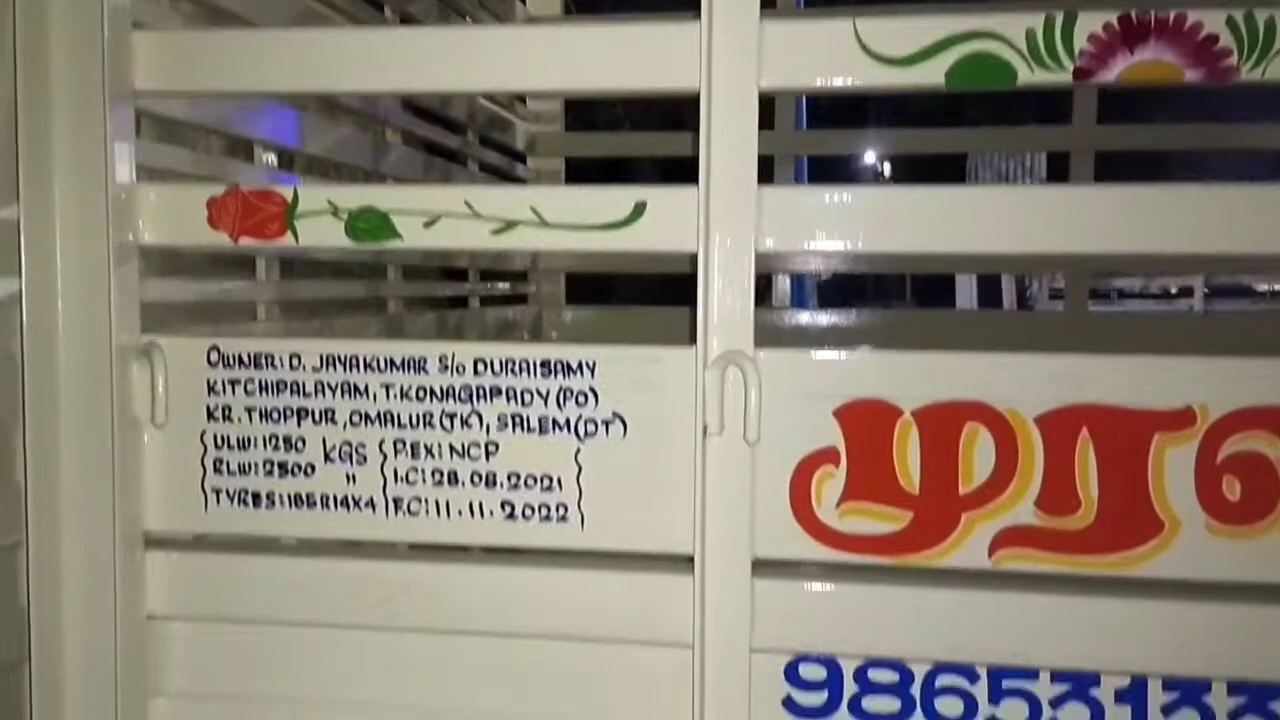 OWNER: D. JAYAKUMAR S/o DURAISAMY
KITCHIPALAYAM, T.KONAGAPADY (PO)
KR. THOPPUR, OMALUR (TK), SALEM (DT)
ULW: 1250 KGS P.EX: NCP
RLW: 2500 " I.C: 28.08.2021
TYRES: 165R14X4 F.C: 11.11.2022
முர
9865313